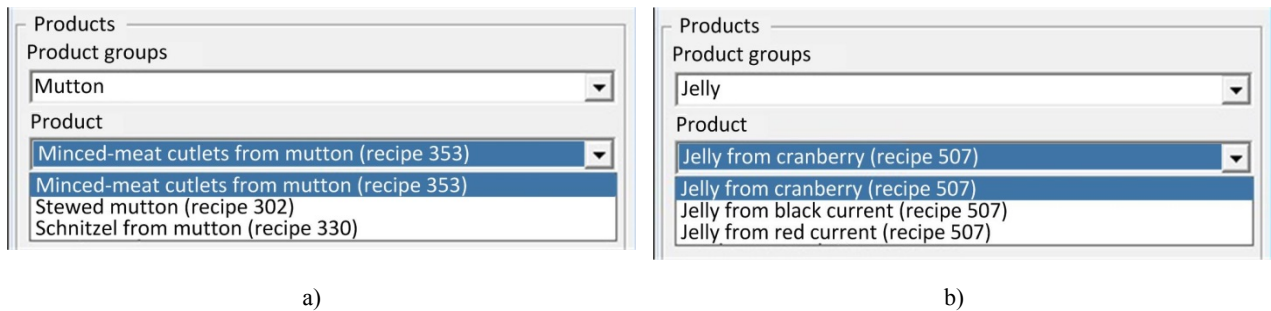 Products
Product groups
Mutton
Product
Minced-meat cutlets from mutton (recipe 353)
Minced-meat cutlets from mutton (recipe 353)
Stewed mutton (recipe 302)
Schnitzel from mutton (recipe 330)
a)
Products
Product groups
Jelly
Product
Jelly from cranberry (recipe 507)
Jelly from cranberry (recipe 507)
Jelly from black current (recipe 507)
Jelly from red current (recipe 507)
b)